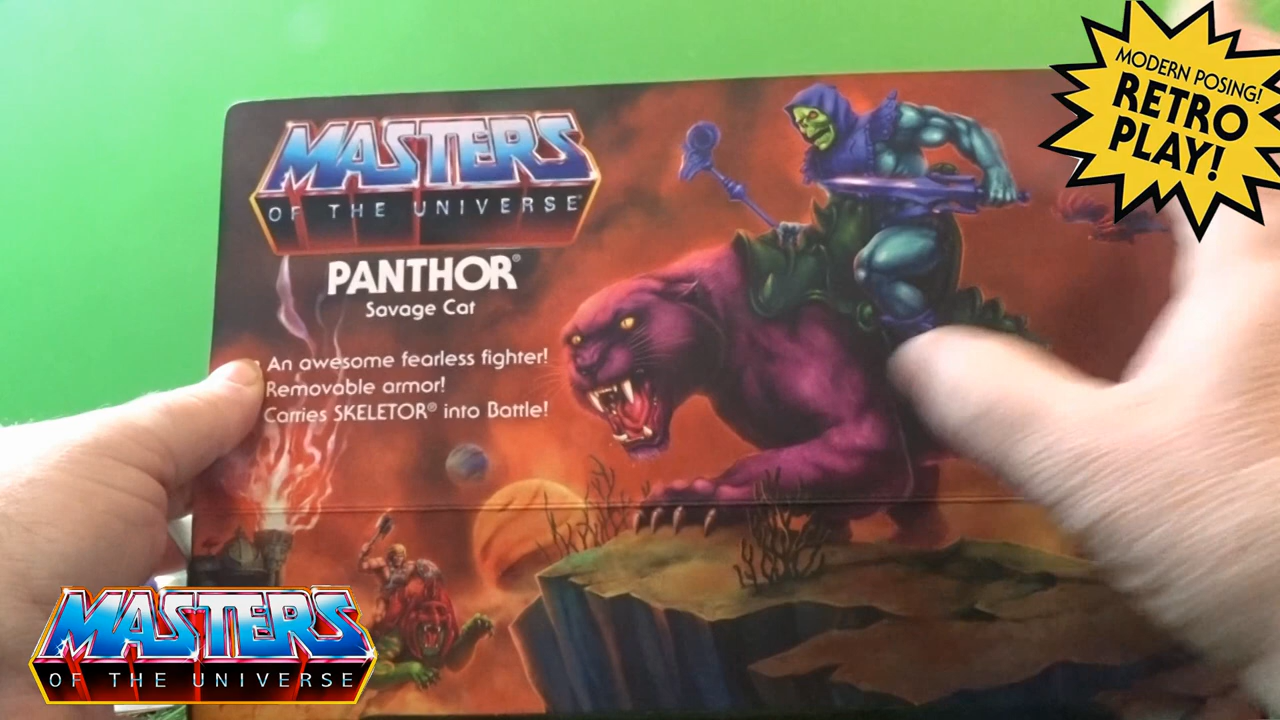 MASTERS
OF THE UNIVERSE
PANTHOR®
Savage Cat
An awesome fearless fighter!
Removable armor!
Carries SKELETOR® into Battle!
MODERN POSING!
RETRO
PLAY!
MASTERS
OF THE UNIVERSE